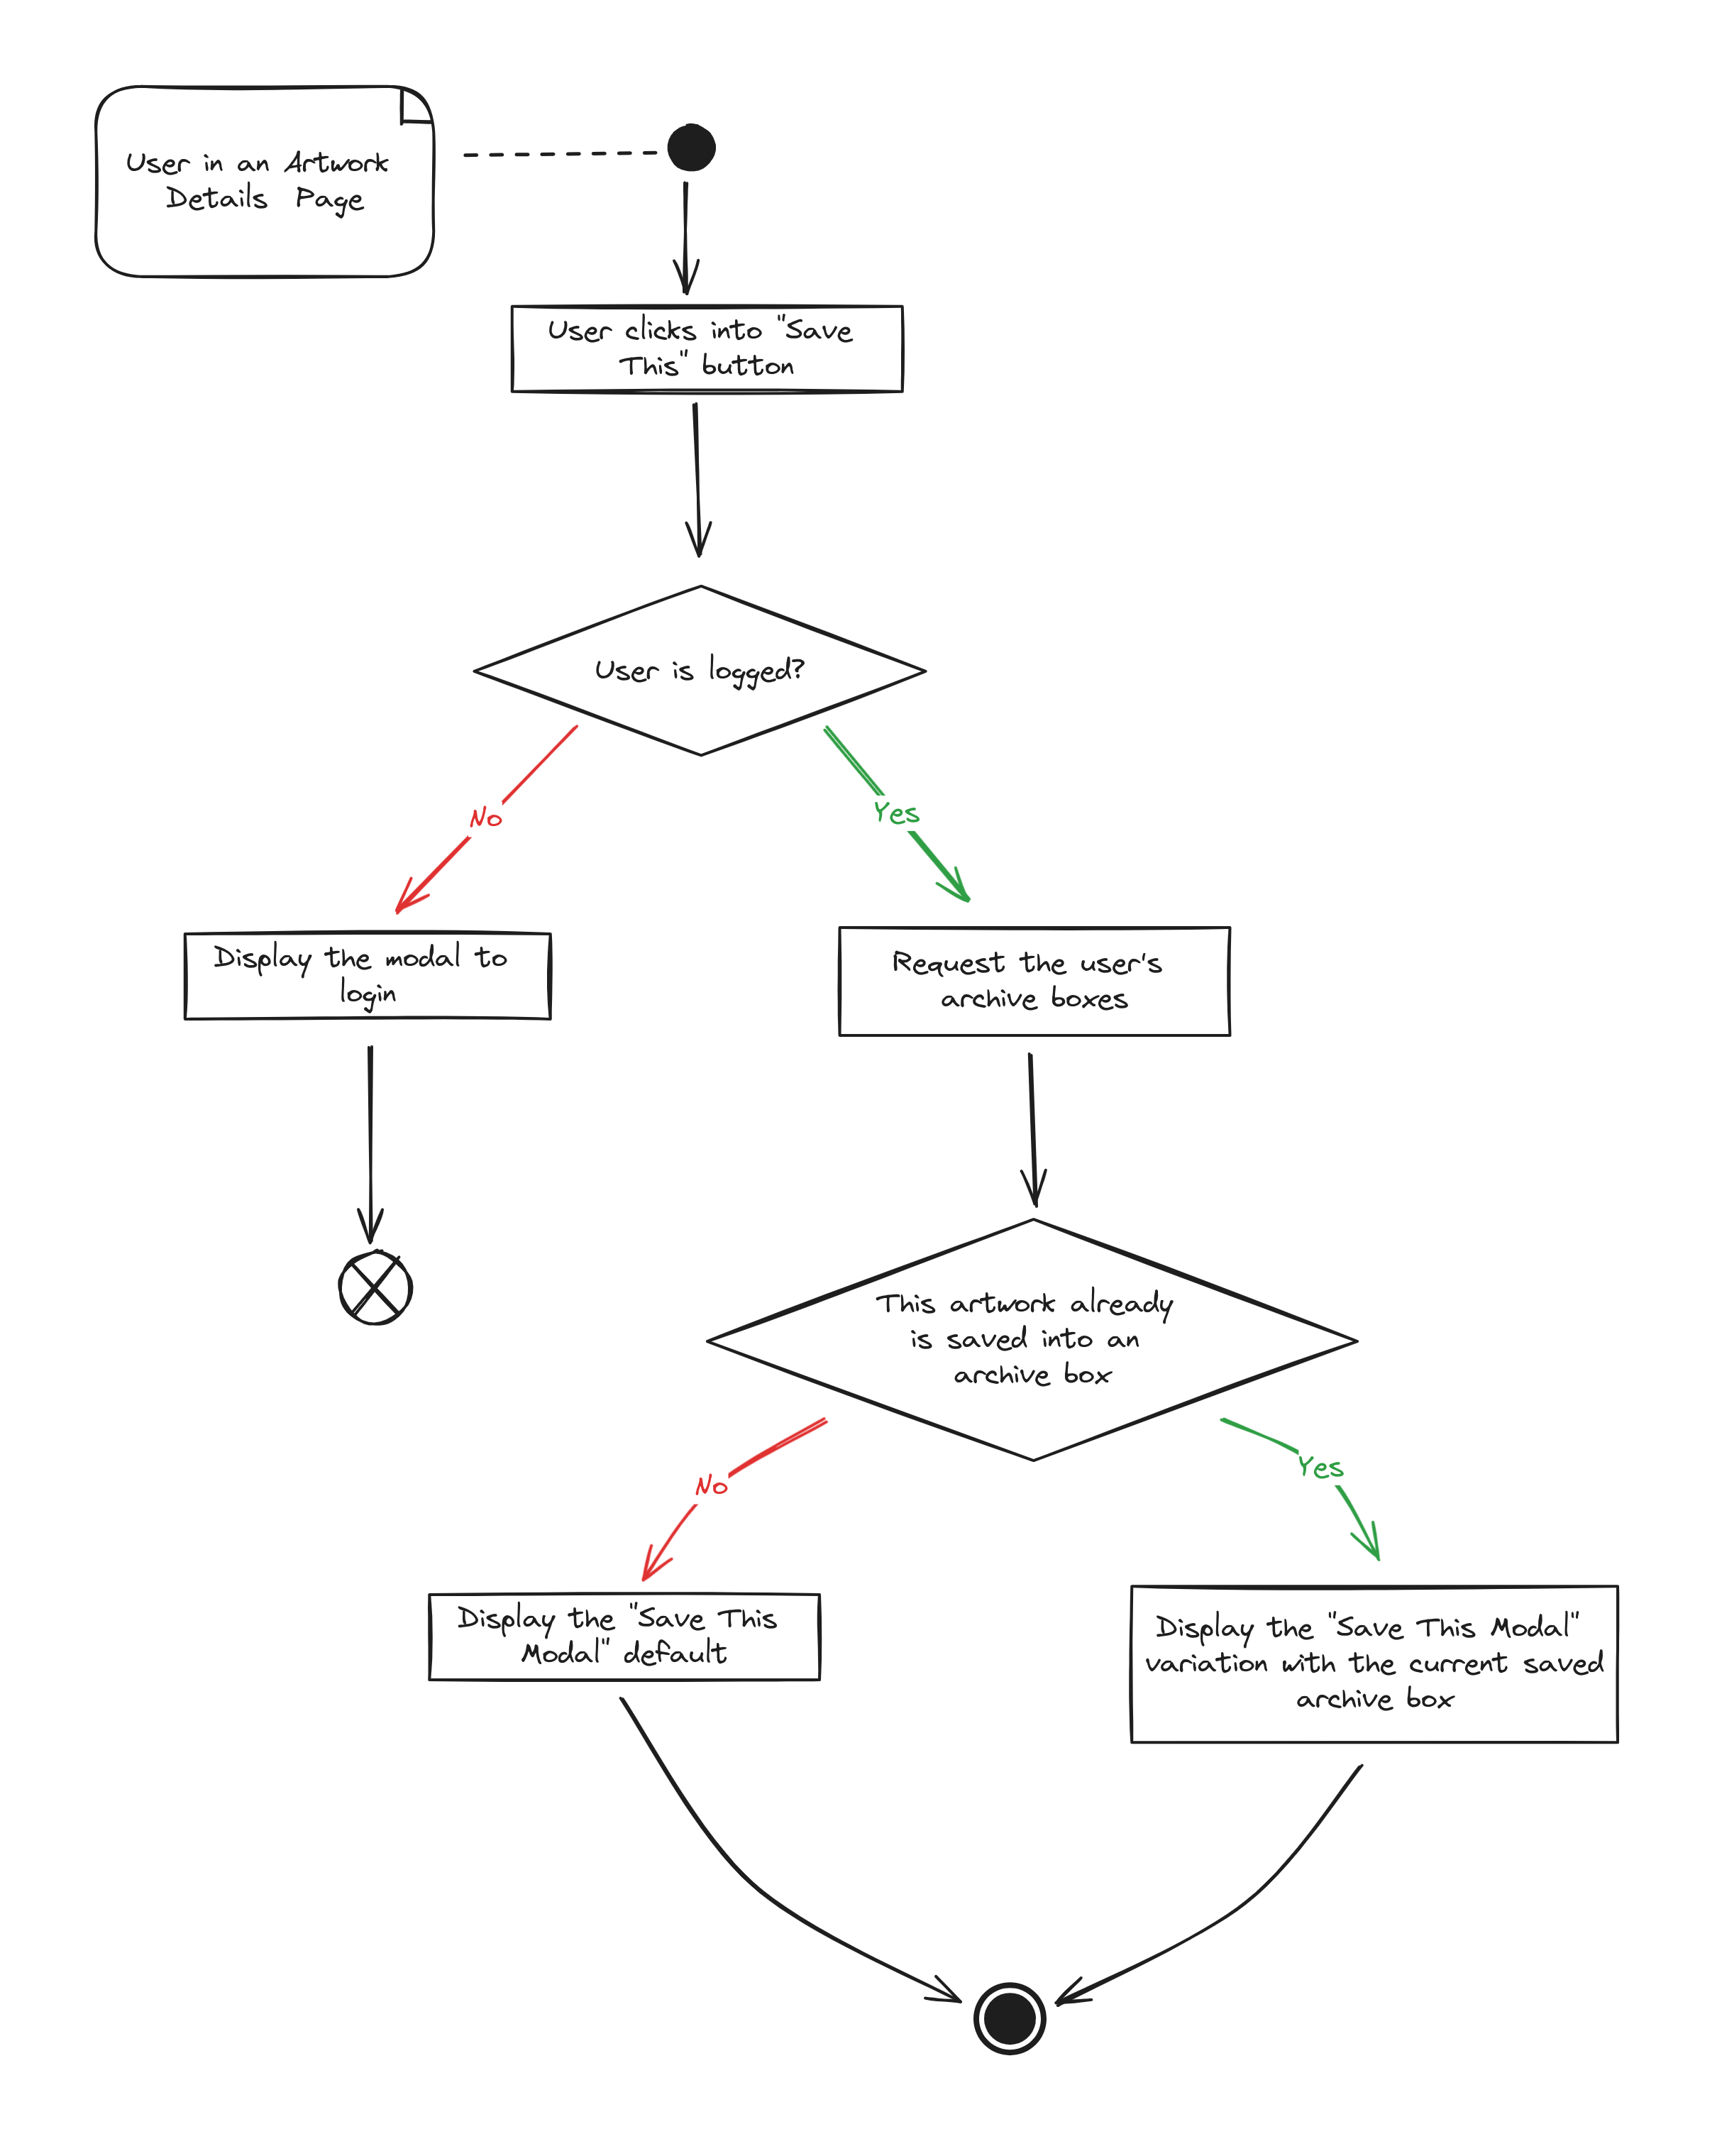 User in an Artwork
Details Page
User clicks into "Save
This" button
User is logged?
No
Yes
Display the modal to
login
Request the user's
archive boxes
This artwork already
is saved into an
archive box
No
Yes
Display the "Save This
Modal" default
Display the "Save This Modal"
variation with the current saved
archive box